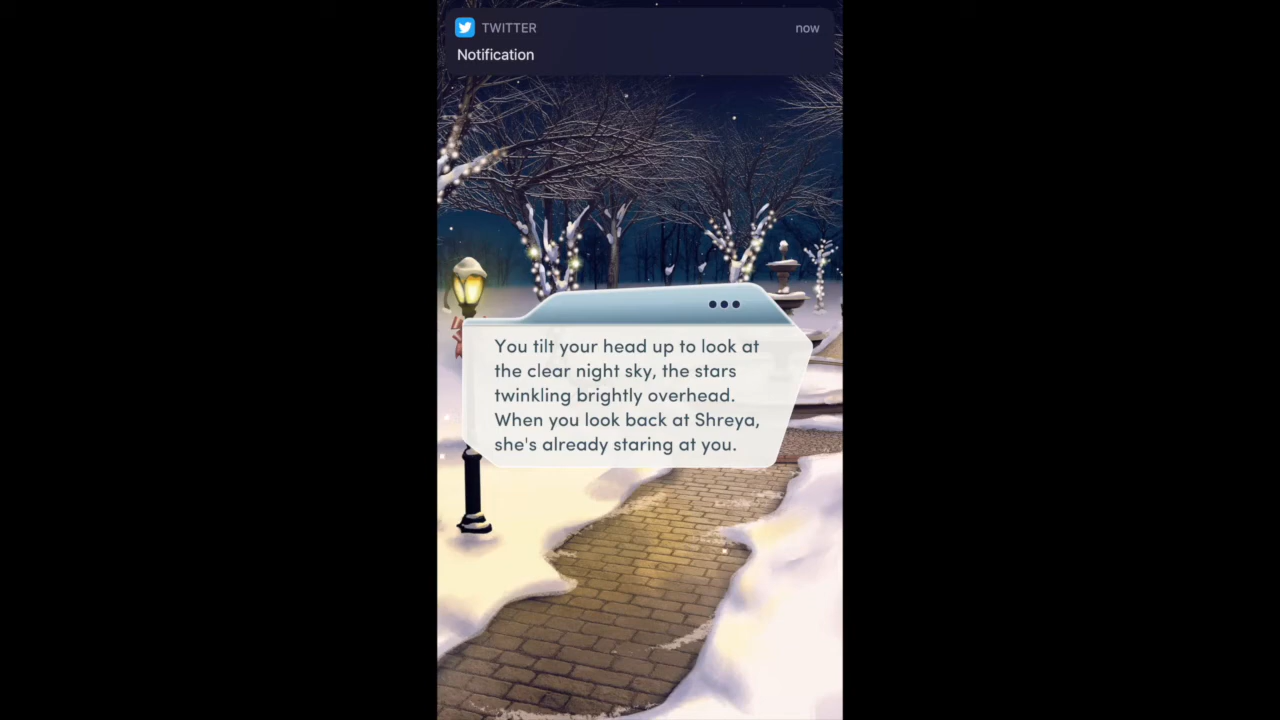 TWITTER now
Notification
You tilt your head up to look at
the clear night sky, the stars
twinkling brightly overhead.
When you look back at Shreya,
she's already staring at you.